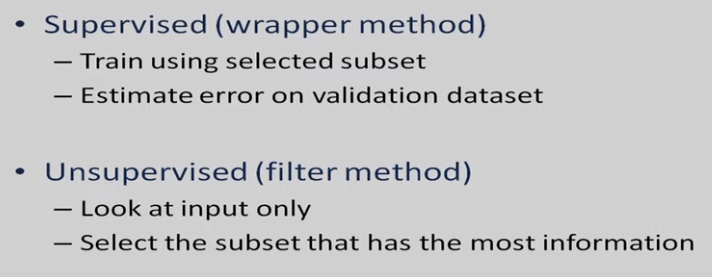 • Supervised (wrapper method)
– Train using selected subset
– Estimate error on validation dataset
• Unsupervised (filter method)
– Look at input only
– Select the subset that has the most information